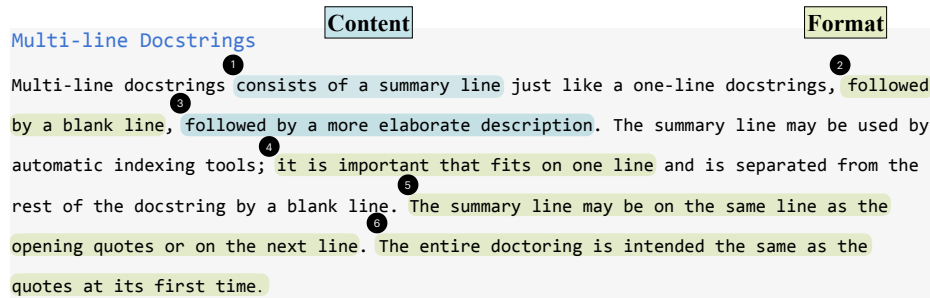 Content
Format
Multi-line Docstrings
1
2
Multi-line docstrings consists of a summary line just like a one-line docstrings, followed
3
by a blank line, followed by a more elaborate description. The summary line may be used by
4
automatic indexing tools; it is important that fits on one line and is separated from the
5
rest of the docstring by a blank line. The summary line may be on the same line as the
6
opening quotes or on the next line. The entire doctoring is intended the same as the
quotes at its first time.